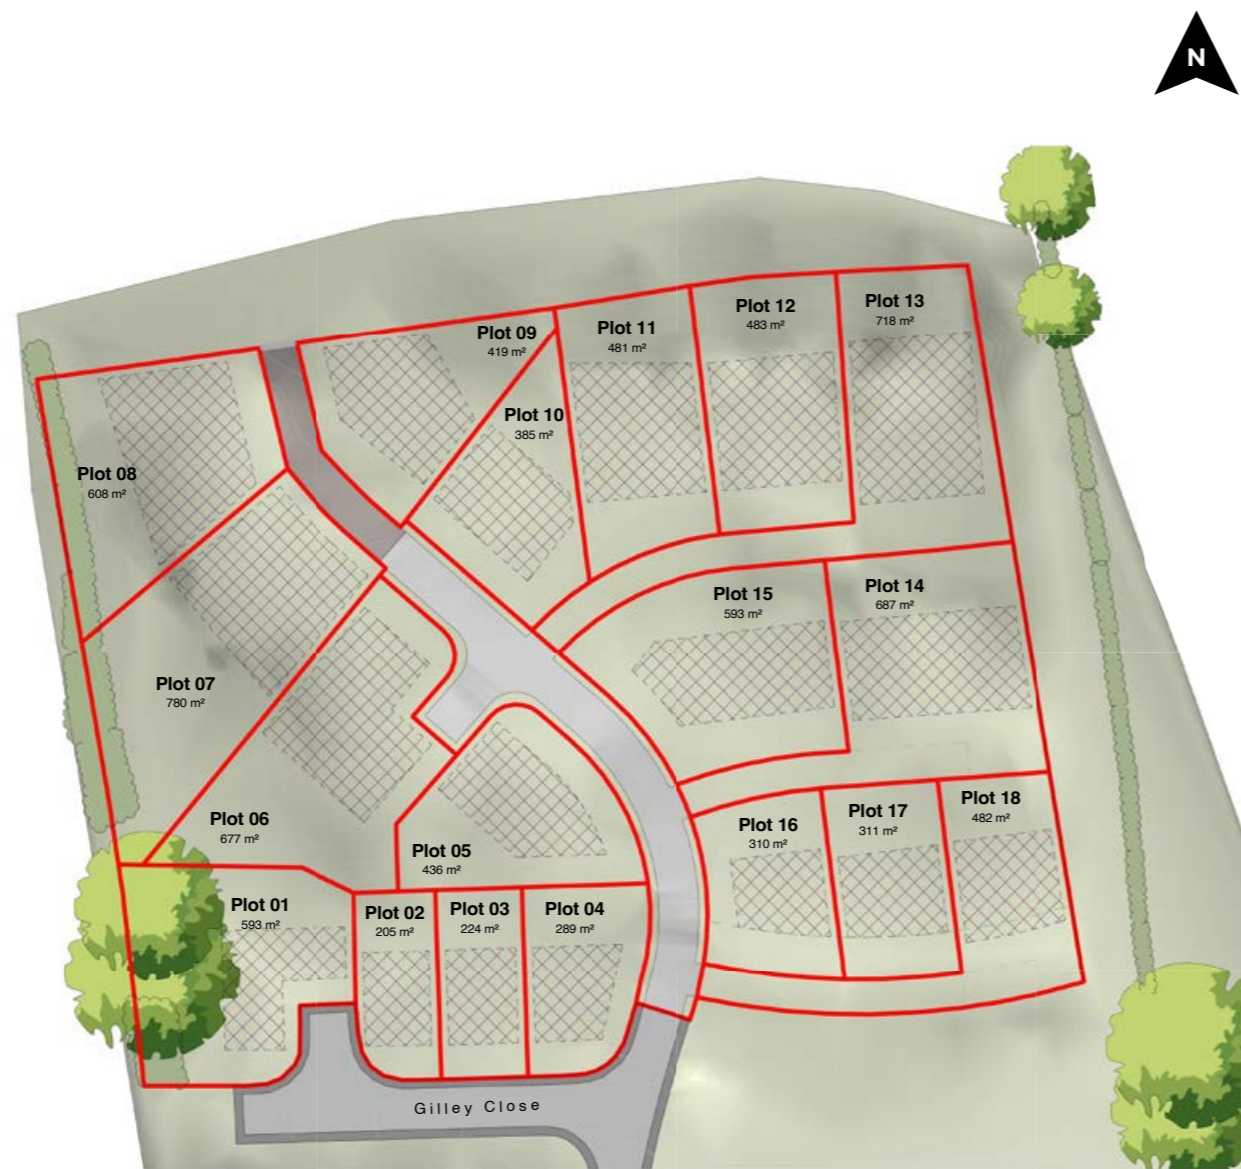 N
Plot 13
718 m²
Plot 12
483 m²
Plot 11
481 m²
Plot 09
419 m²
Plot 10
385 m²
Plot 08
608 m²
Plot 14
687 m²
Plot 15
593 m²
Plot 07
780 m²
Plot 18
482 m²
Plot 17
311 m²
Plot 16
310 m²
Plot 06
677 m²
Plot 05
436 m²
Plot 01
593 m²
Plot 02
205 m²
Plot 03
224 m²
Plot 04
289 m²
Gilley Close